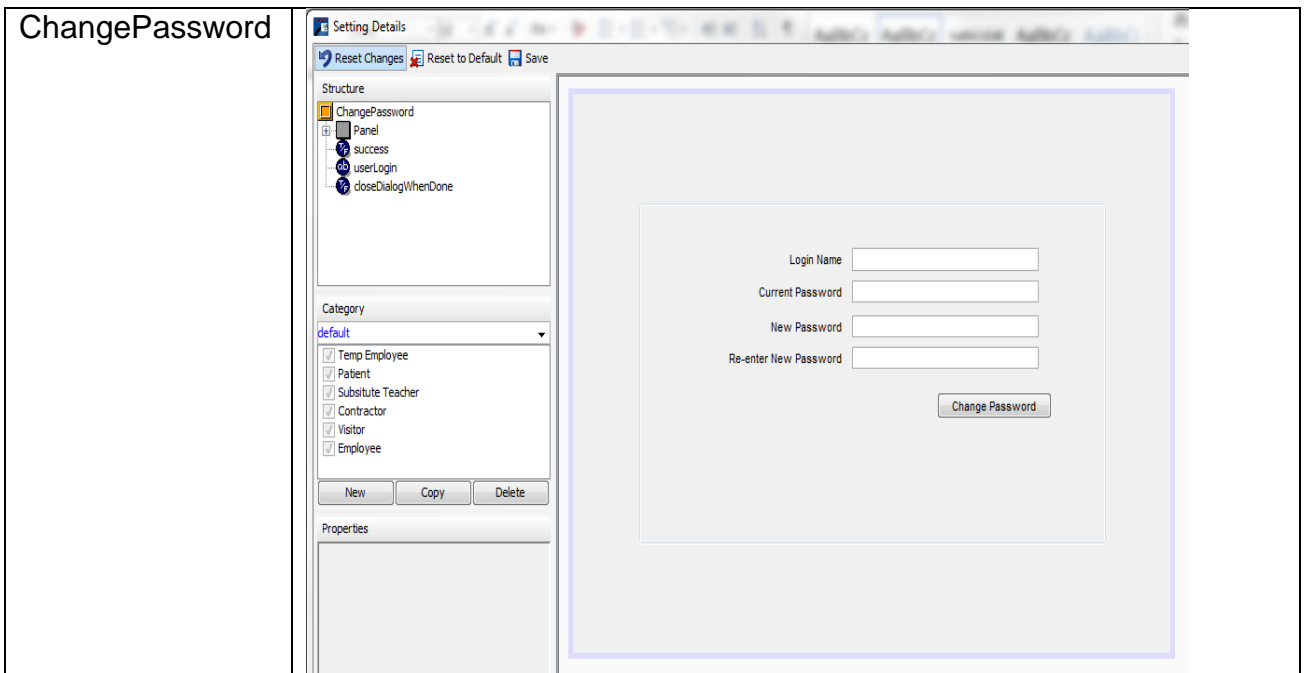 ChangePassword
Setting Details
Reset Changes Reset to Default Save
Structure
ChangePassword
Panel
success
userLogin
closeDialogWhenDone
Category
default
Temp Employee
Patient
Subsitute Teacher
Contractor
Visitor
Employee
New Copy Delete
Properties
Login Name
Current Password
New Password
Re-enter New Password
Change Password